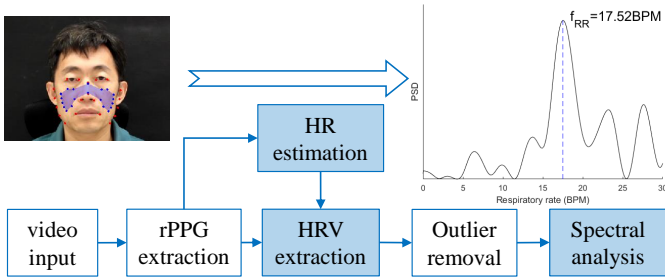 f_RR=17.52BPM
PSD
0 5 10 15 20 25 30
Respiratory rate (BPM)
HR
estimation
video
input
rPPG
extraction
HRV
extraction
Outlier
removal
Spectral
analysis